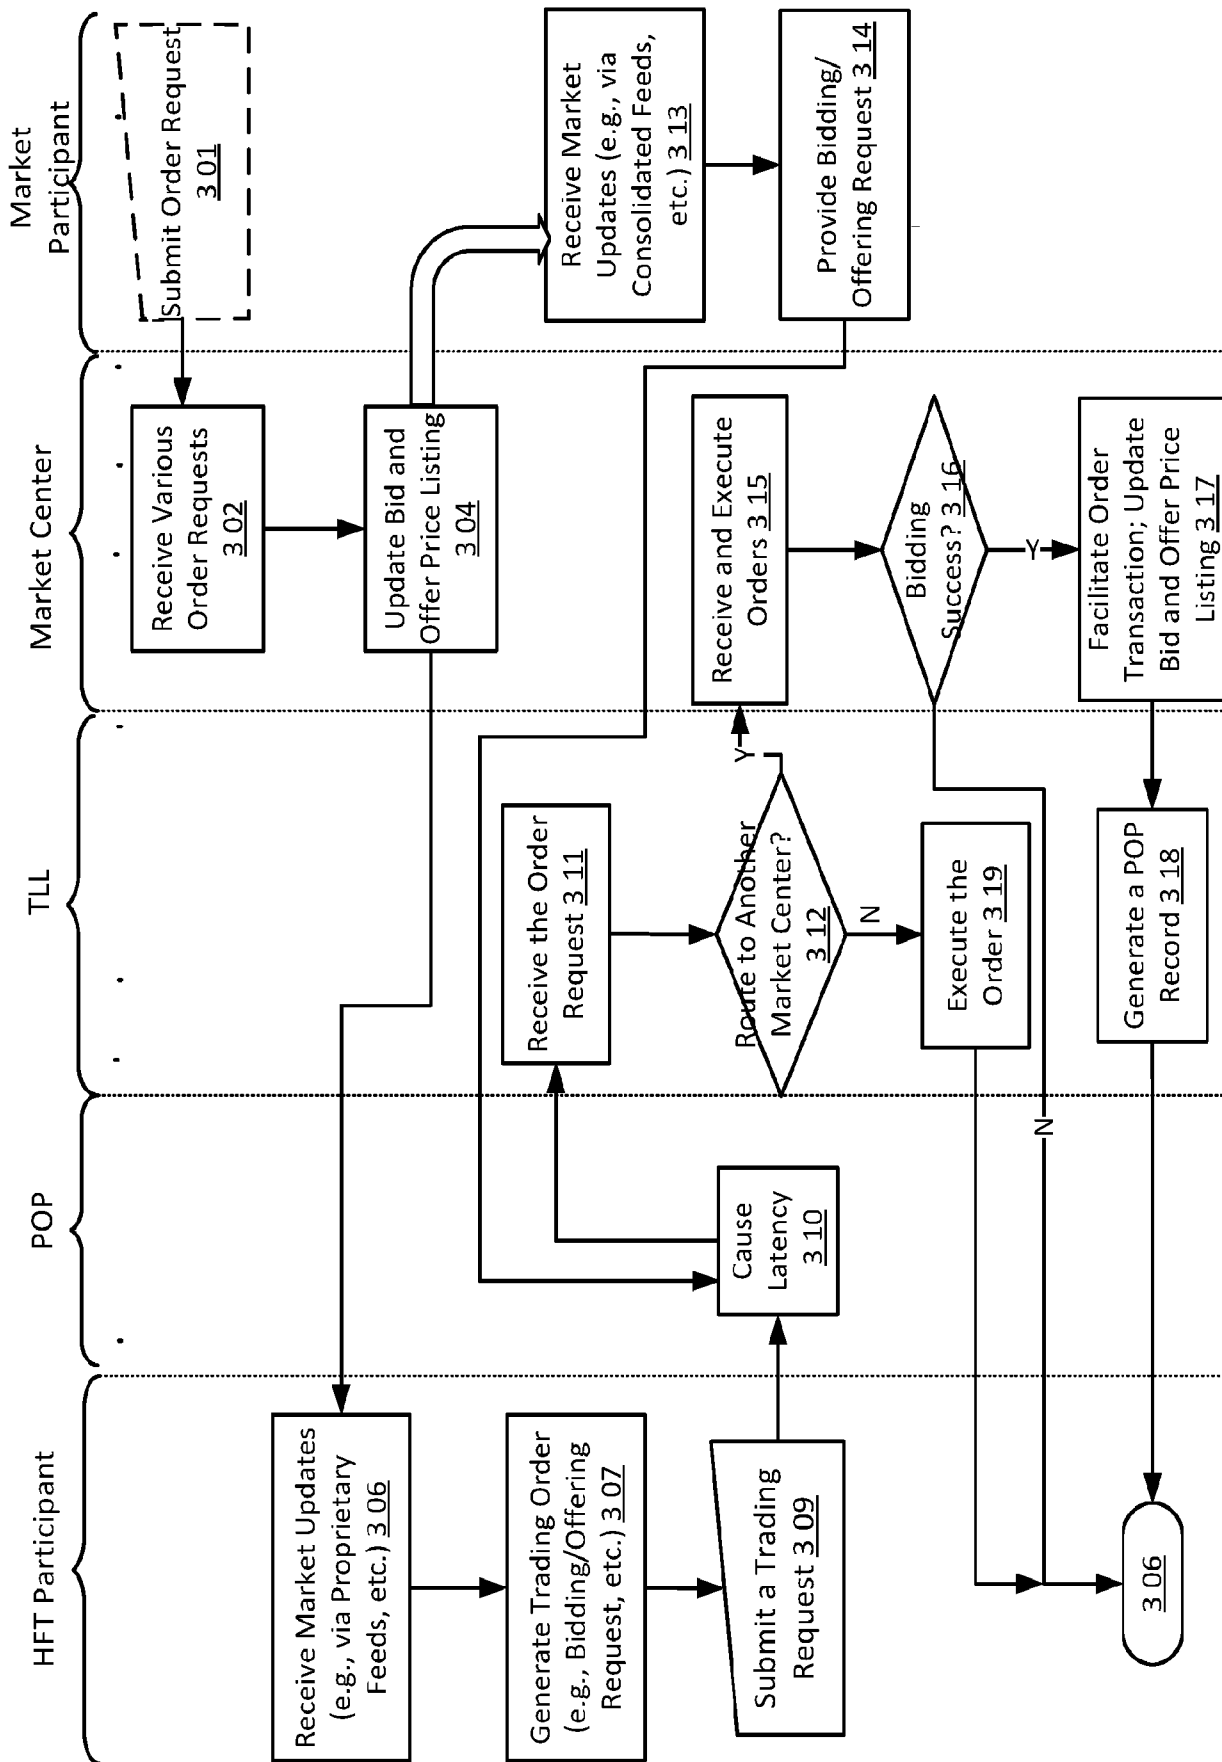 HFT Participant
POP
TLL
Market Center
Market
Participant
Submit Order Request
3 01
Receive Various
Order Requests
3 02
Update Bid and
Offer Price Listing
3 04
Receive Market Updates
(e.g., via Proprietary
Feeds, etc.) 3 06
Generate Trading Order
(e.g., Bidding/Offering
Request, etc.) 3 07
Submit a Trading
Request 3 09
Cause
Latency
3 10
Receive the Order
Request 3 11
Route to Another
Market Center?
3 12
Y
N
Receive Market
Updates (e.g., via
Consolidated Feeds,
etc.) 3 13
Provide Bidding/
Offering Request 3 14
Receive and Execute
Orders 3 15
Bidding
Success? 3 16
Y
N
Facilitate Order
Transaction; Update
Bid and Offer Price
Listing 3 17
Generate a POP
Record 3 18
Execute the
Order 3 19
3 06